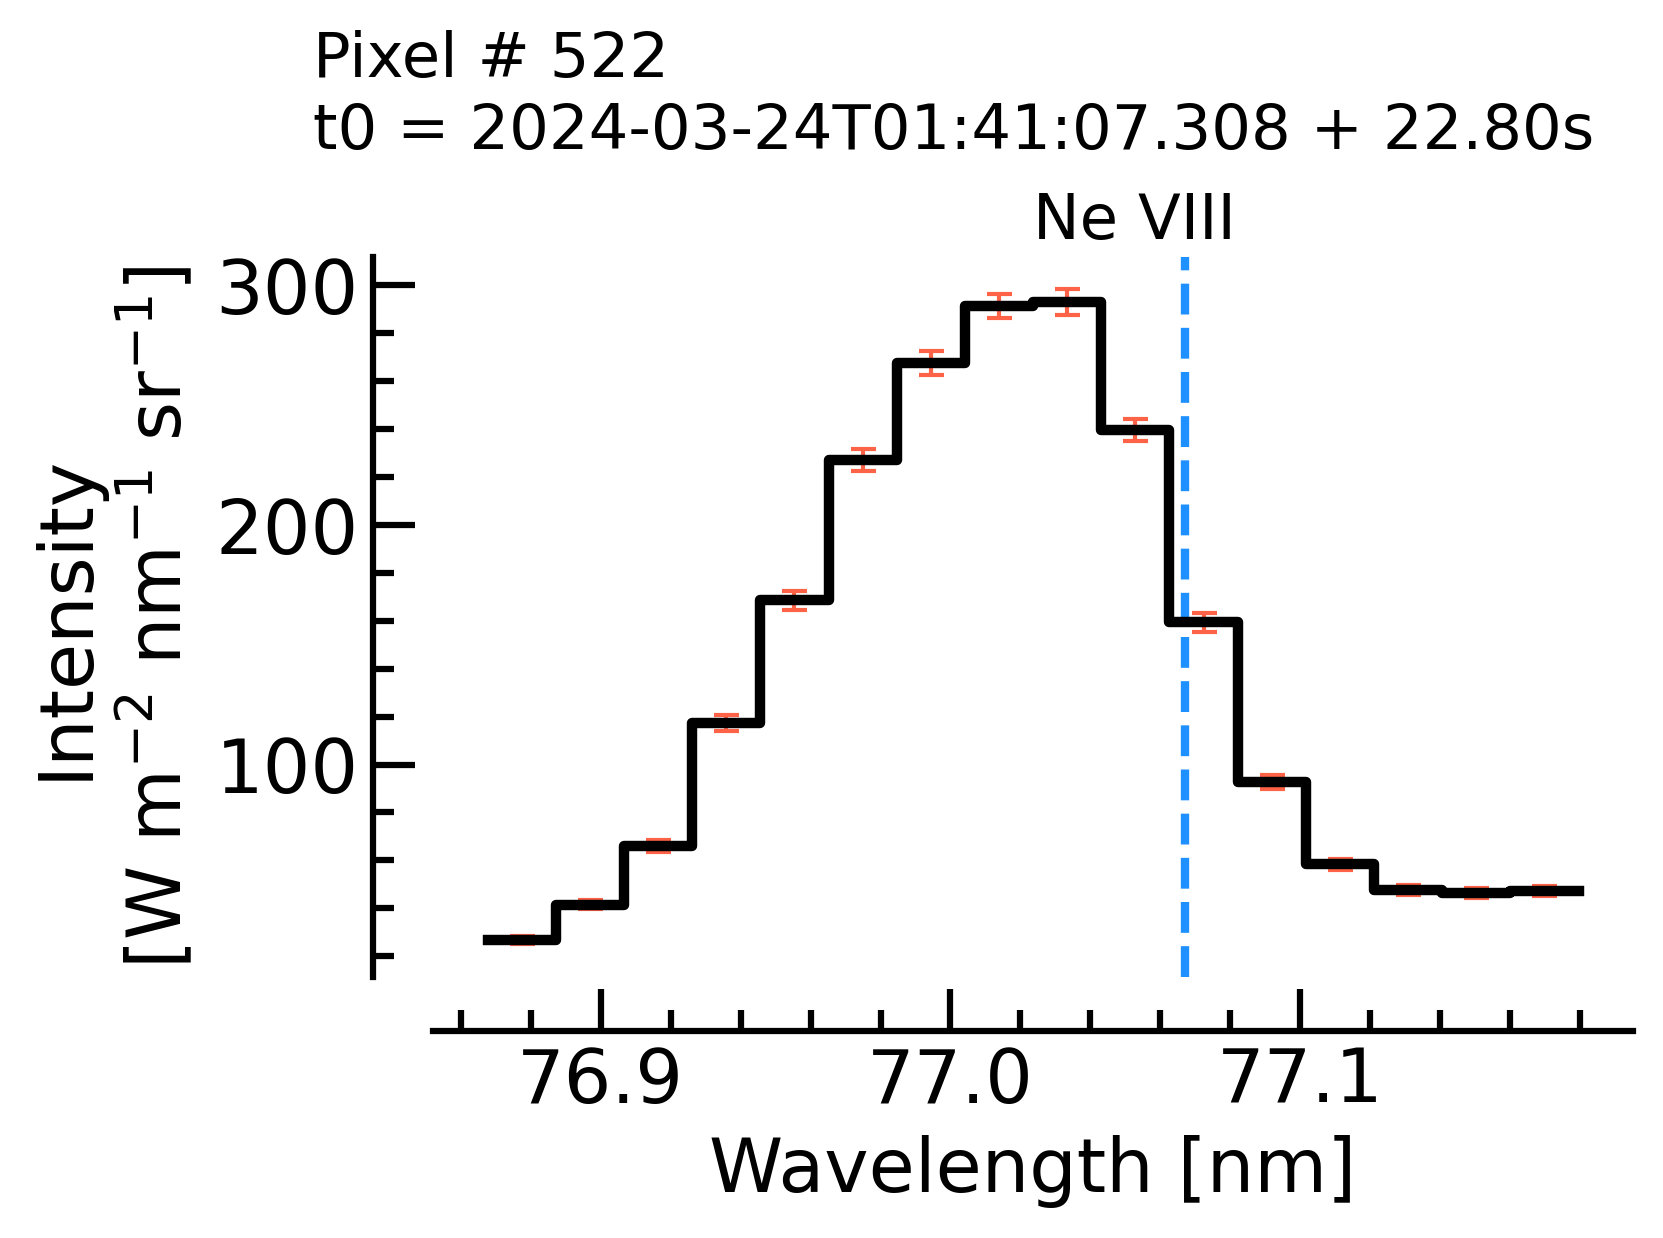 Pixel # 522
t0 = 2024-03-24T01:41:07.308 + 22.80s
Ne VIII
Intensity
[W m⁻² nm⁻¹ sr⁻¹]
300
200
100
76.9 77.0 77.1
Wavelength [nm]